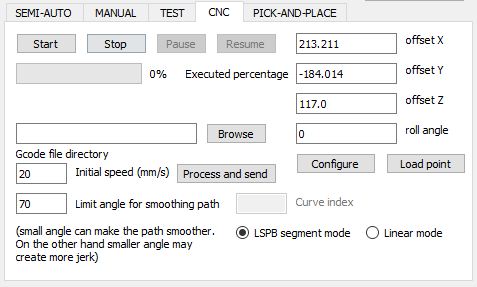 SEMI-AUTO MANUAL TEST CNC PICK-AND-PLACE
Start Stop Pause Resume 213.211 offset X
0% Executed percentage -184.014 offset Y
117.0 offset Z
Browse 0 roll angle
Gcode file directory
Configure Load point
20 Initial speed (mm/s) Process and send
70 Limit angle for smoothing path Curve index
(small angle can make the path smoother.
On the other hand smaller angle may
create more jerk)
LSPB segment mode Linear mode